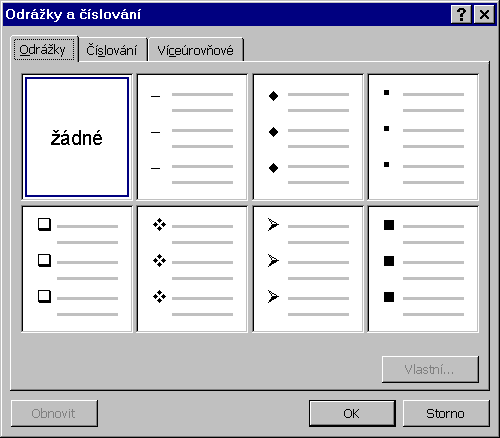 Odrážky a číslování
Odrážky
Číslování
Víceúrovňové
žádné
Vlastní...
Obnovit
OK
Storno